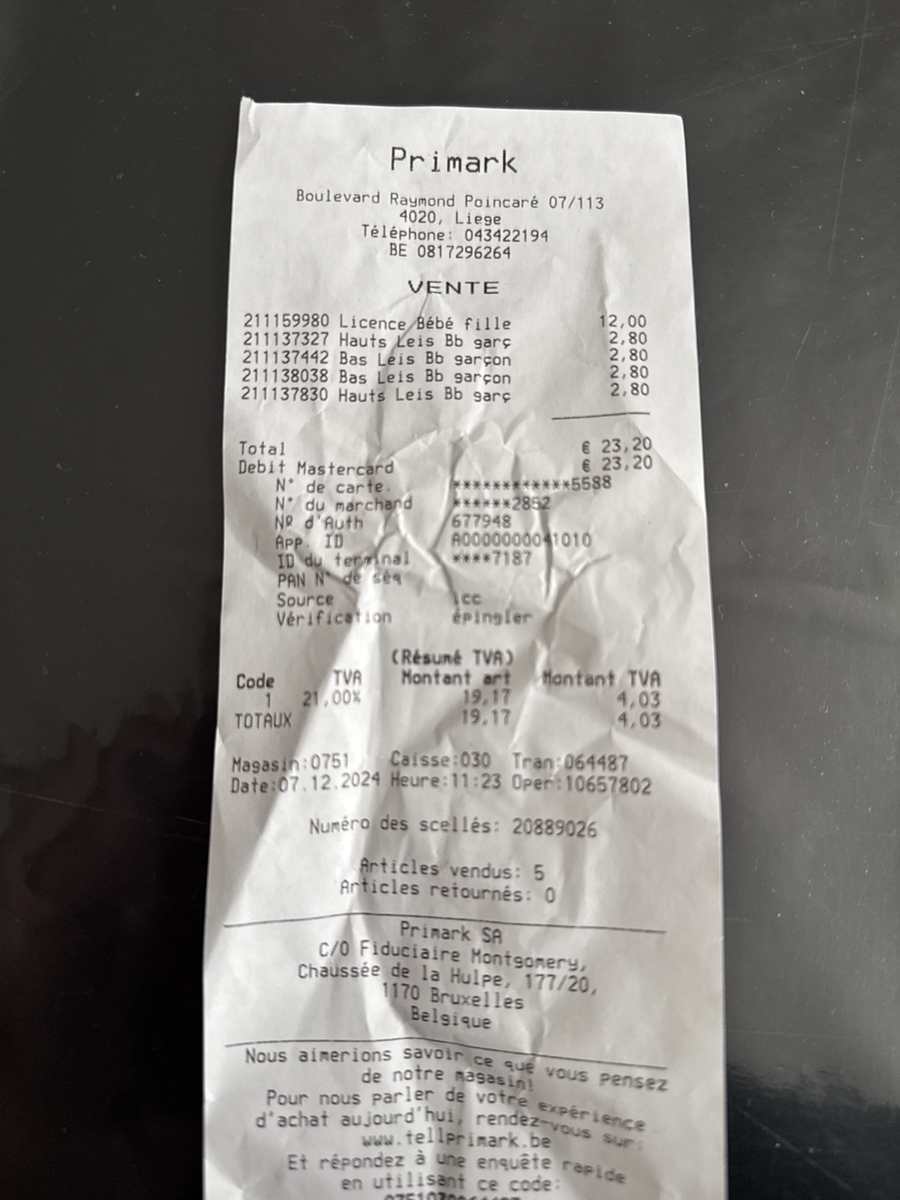 Primark
Boulevard Raymond Poincaré 07/113
4020, Liege
Téléphone: 043422194
BE 0817296264
VENTE
211159980 Licence Bébé fille 12,00
211137327 Hauts Leis Bb garç 2,80
211137442 Bas Leis Bb garçon 2,80
211138038 Bas Leis Bb garçon 2,80
211137830 Hauts Leis Bb garç 2,80
Total € 23,20
Debit Mastercard € 23,20
N° de carte. ************5588
N° du marchand ******2852
Nº d'Auth 677948
App. ID A0000000041010
ID du terminal ****7187
PAN N° de séq
Source icc
Vérification épingler
(Résumé TVA)
Code TVA Montant art Montant TVA
1 21,00% 19,17 4,03
TOTAUX 19,17 4,03
Magasin:0751 Caisse:030 Tran:064487
Date:07.12.2024 Heure:11:23 Oper:10657802
Numéro des scellés: 20889026
Articles vendus: 5
Articles retournés: 0
Primark SA
C/O Fiduciaire Montgomery,
Chaussée de la Hulpe, 177/20,
1170 Bruxelles
Belgique
Nous aimerions savoir ce que vous pensez
de notre magasin!
Pour nous parler de votre expérience
d'achat aujourd'hui, rendez-vous sur:
www.tellprimark.be
Et répondez à une enquête rapide
en utilisant ce code: